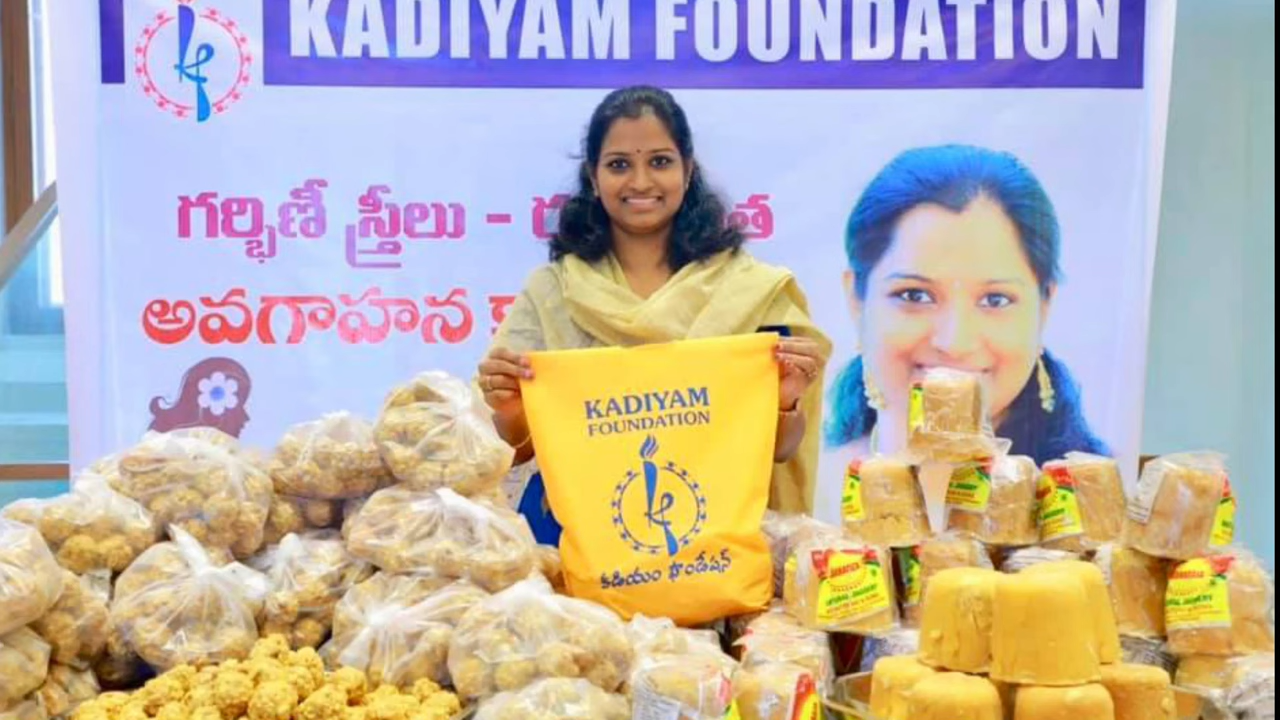 KADIYAM FOUNDATION
గర్భిణీ స్త్రీలు -
అవగాహన
KADIYAM
FOUNDATION
కడియం ఫౌండేషన్